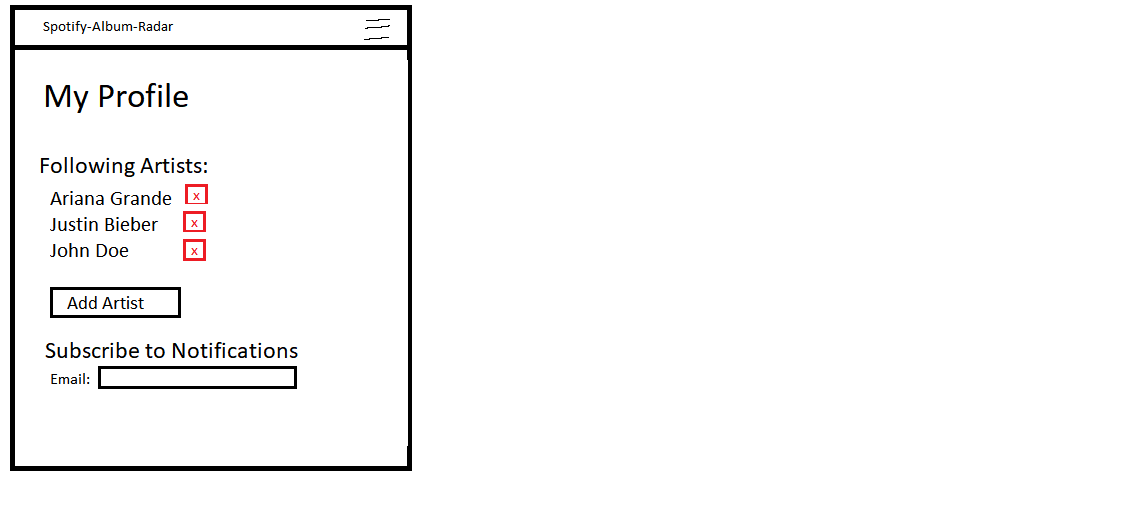 Spotify-Album-Radar
My Profile
Following Artists:
Ariana Grande x
Justin Bieber x
John Doe x
Add Artist
Subscribe to Notifications
Email: